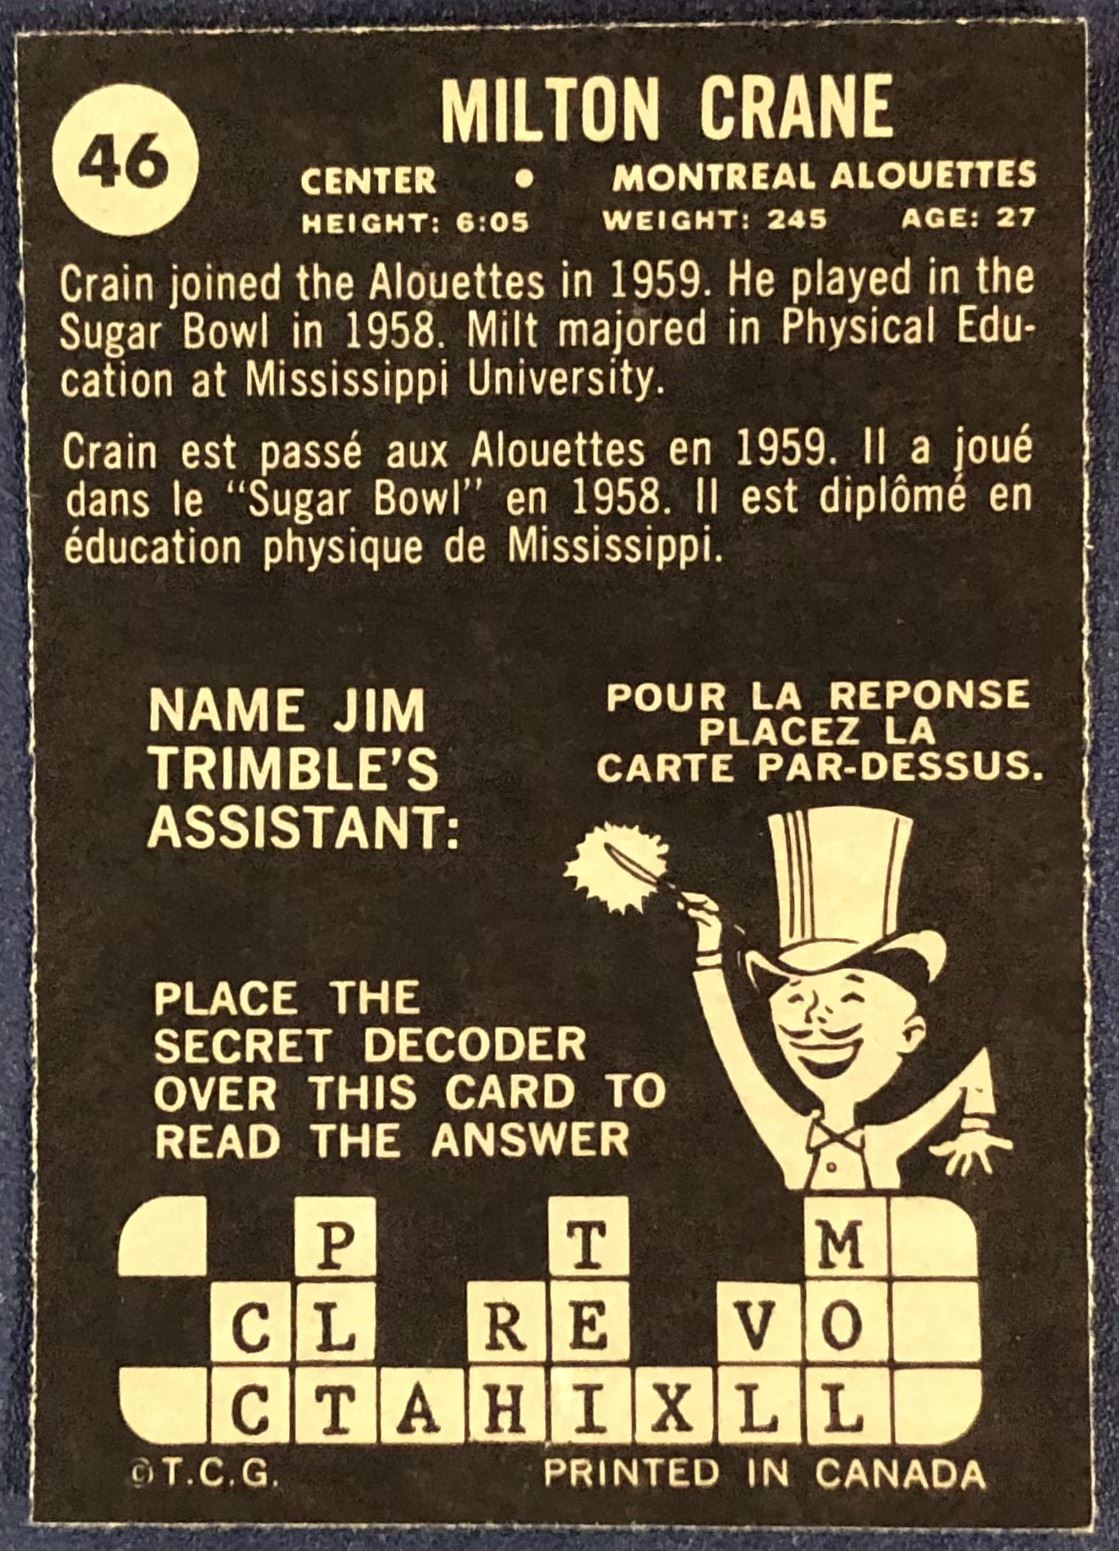 46
MILTON CRANE
CENTER • MONTREAL ALOUETTES
HEIGHT: 6:05 WEIGHT: 245 AGE: 27
Crain joined the Alouettes in 1959. He played in the
Sugar Bowl in 1958. Milt majored in Physical Edu-
cation at Mississippi University.
Crain est passé aux Alouettes en 1959. Il a joué
dans le “Sugar Bowl” en 1958. Il est diplômé en
éducation physique de Mississippi.
NAME JIM
TRIMBLE'S
ASSISTANT:
POUR LA REPONSE
PLACEZ LA
CARTE PAR-DESSUS.
PLACE THE
SECRET DECODER
OVER THIS CARD TO
READ THE ANSWER
P T M
C L R E V O
C T A H I X L L
© T.C.G. PRINTED IN CANADA